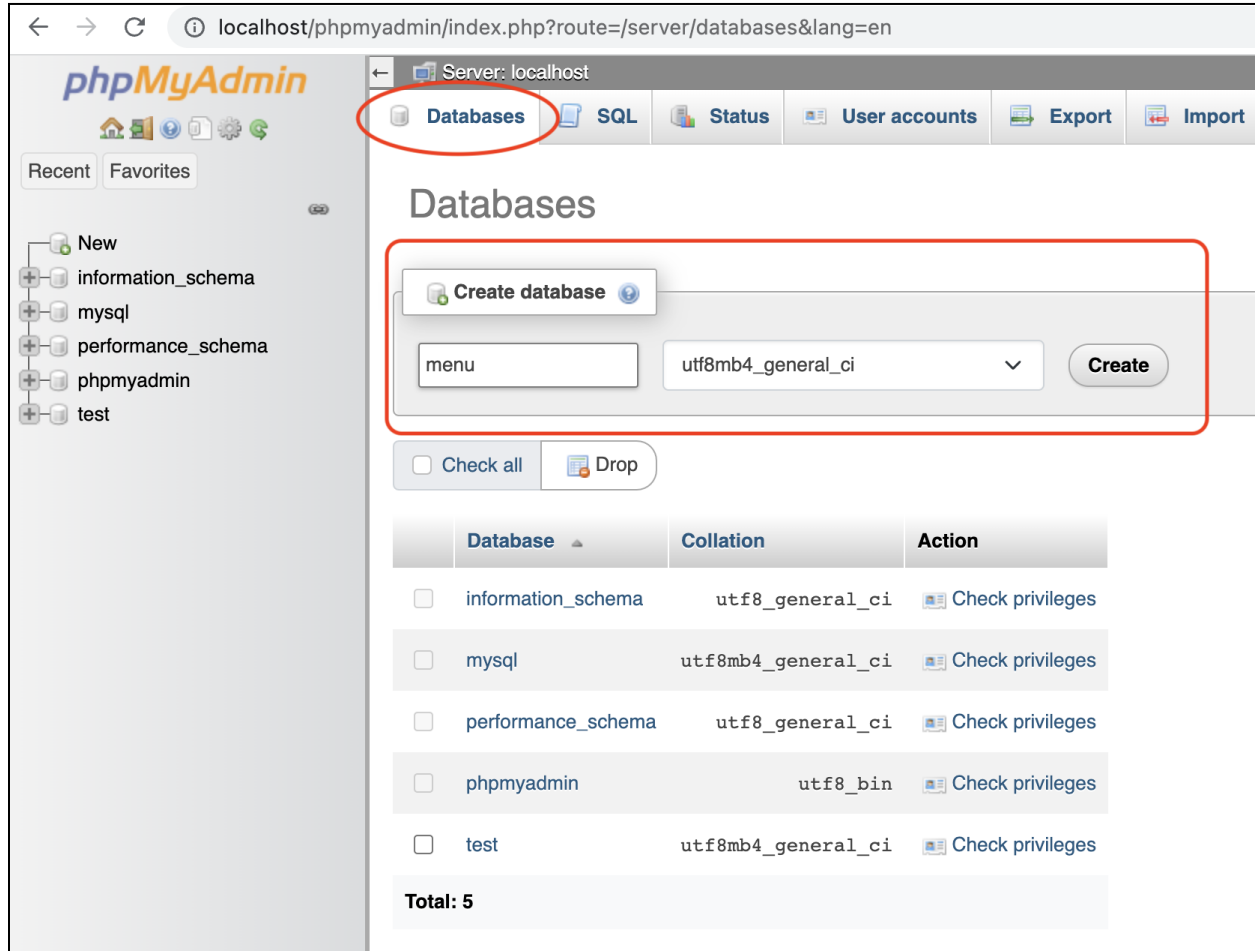 localhost/phpmyadmin/index.php?route=/server/databases&lang=en
phpMyAdmin
Recent Favorites
New
information_schema
mysql
performance_schema
phpmyadmin
test
Server: localhost
Databases SQL Status User accounts Export Import
Databases
Create database
menu utf8mb4_general_ci Create
Check all Drop
Database Collation Action
information_schema utf8_general_ci Check privileges
mysql utf8mb4_general_ci Check privileges
performance_schema utf8_general_ci Check privileges
phpmyadmin utf8_bin Check privileges
test utf8mb4_general_ci Check privileges
Total: 5